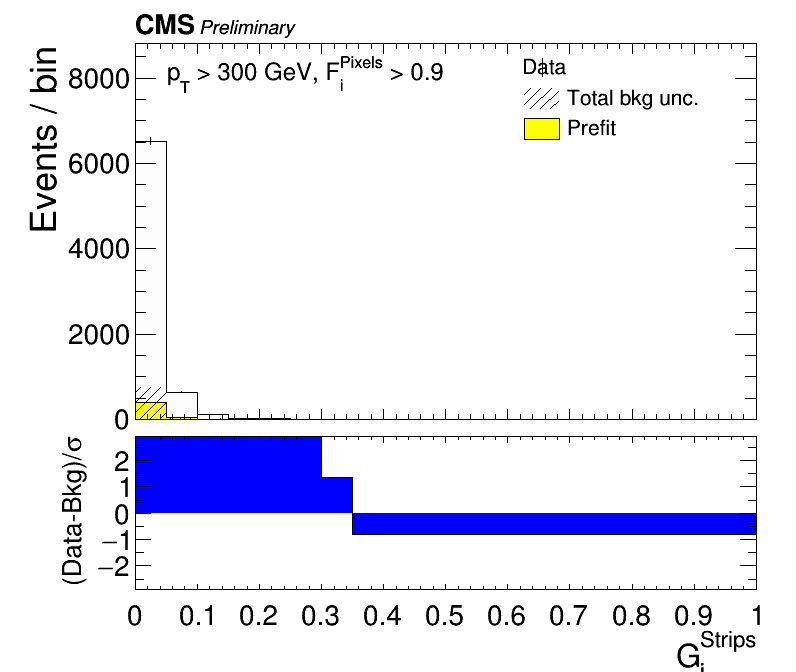 CMS Preliminary
Events / bin
8000
6000
4000
2000
0
p_T > 300 GeV, F_i^Pixels > 0.9
Data
Total bkg unc.
Prefit
(Data-Bkg)/σ
2
1
0
−1
−2
0 0.1 0.2 0.3 0.4 0.5 0.6 0.7 0.8 0.9 1
G_i^Strips